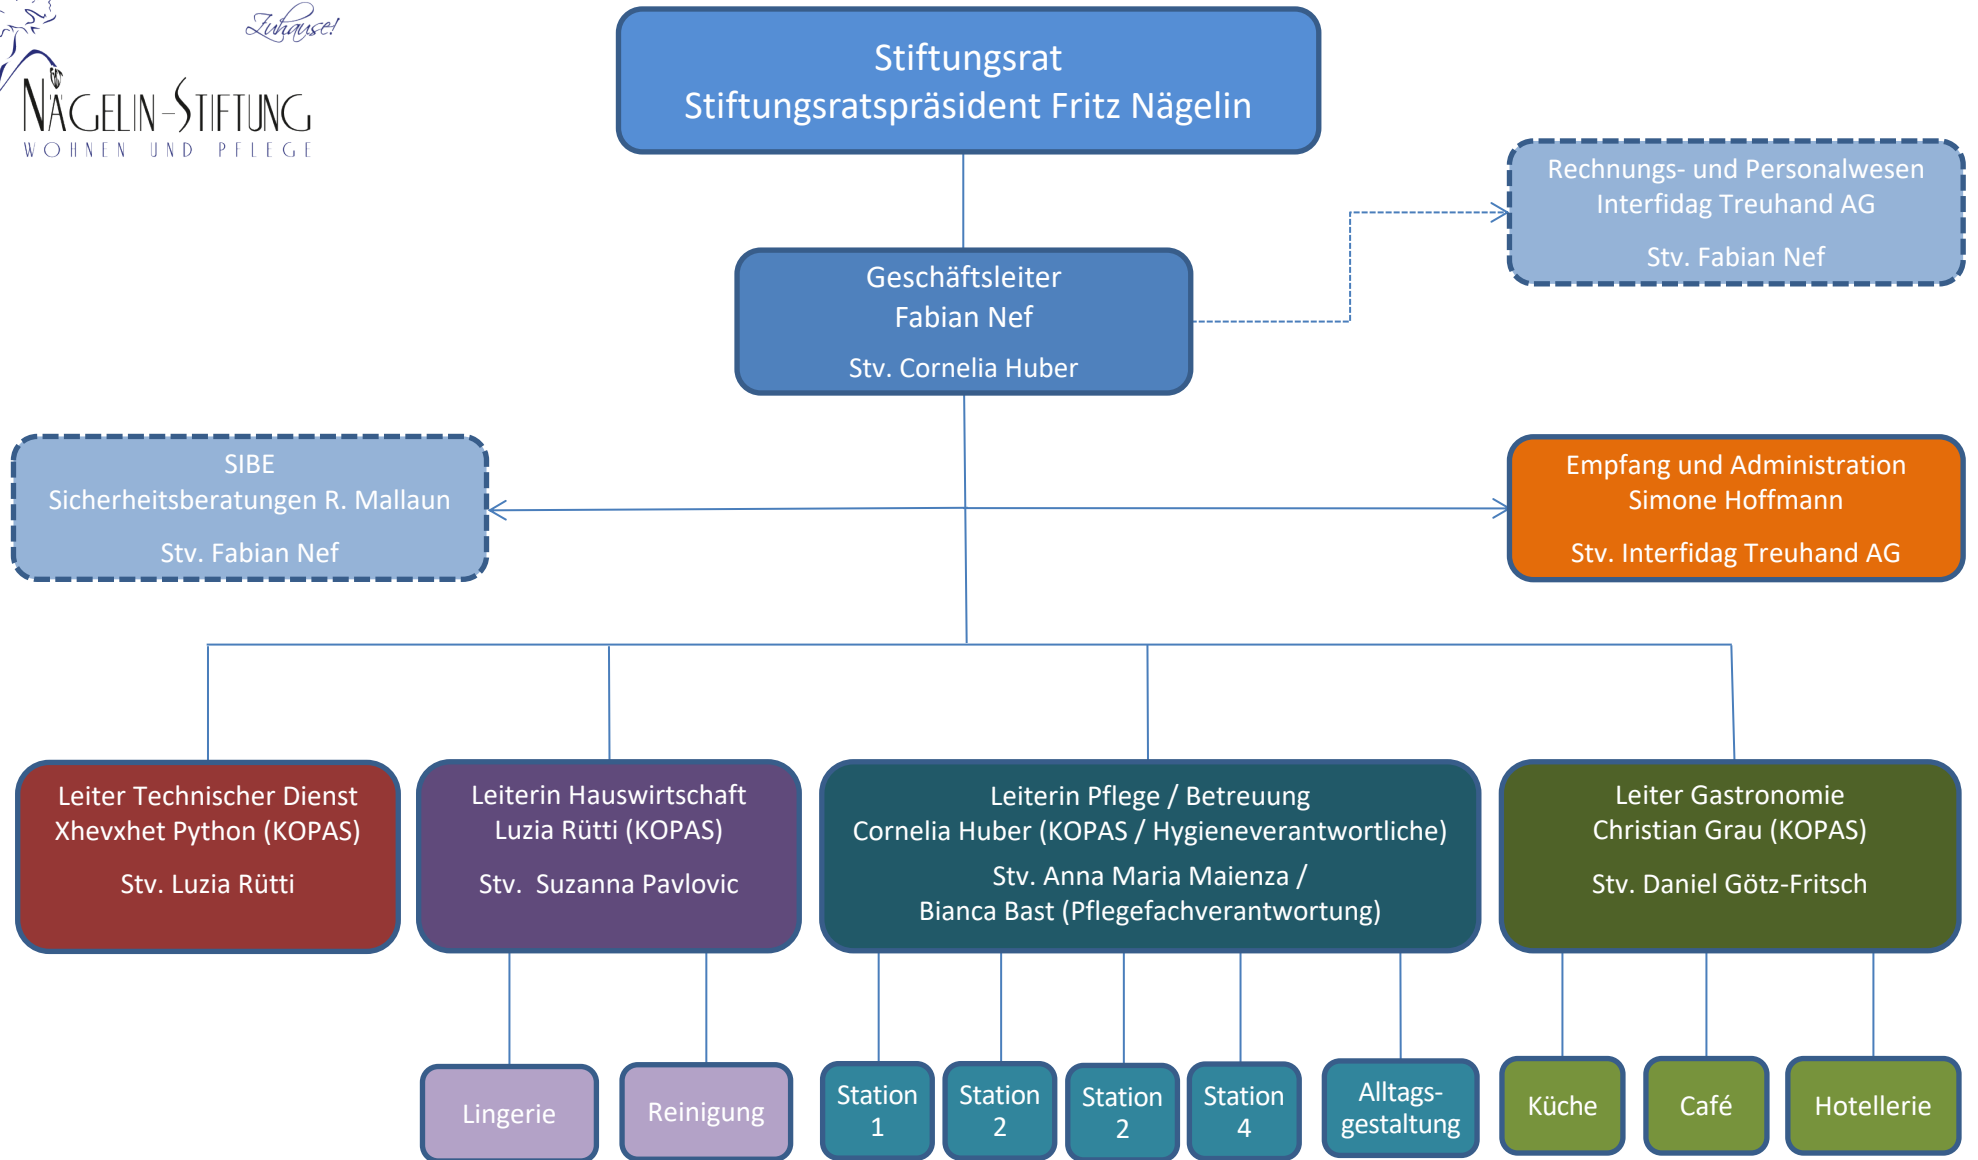 Zuhause!
NÄGELIN-STIFTUNG
WOHNEN UND PFLEGE
Stiftungsrat
Stiftungsratspräsident Fritz Nägelin
Rechnungs- und Personalwesen
Interfidag Treuhand AG
Stv. Fabian Nef
Geschäftsleiter
Fabian Nef
Stv. Cornelia Huber
SIBE
Sicherheitsberatungen R. Mallaun
Stv. Fabian Nef
Empfang und Administration
Simone Hoffmann
Stv. Interfidag Treuhand AG
Leiter Technischer Dienst
Xhevxhet Python (KOPAS)
Stv. Luzia Rütti
Leiterin Hauswirtschaft
Luzia Rütti (KOPAS)
Stv. Suzanna Pavlovic
Leiterin Pflege / Betreuung
Cornelia Huber (KOPAS / Hygieneverantwortliche)
Stv. Anna Maria Maienza /
Bianca Bast (Pflegefachverantwortung)
Leiter Gastronomie
Christian Grau (KOPAS)
Stv. Daniel Götz-Fritsch
Lingerie
Reinigung
Station
1
Station
2
Station
2
Station
4
Alltags-
gestaltung
Küche
Café
Hotellerie